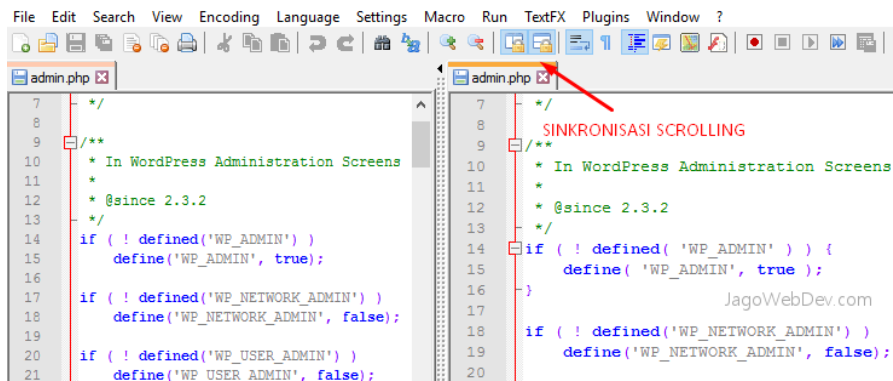 File Edit Search View Encoding Language Settings Macro Run TextFX Plugins Window ?
admin.php
7 */
8
9 /**
10 * In WordPress Administration Screens
11 *
12 * @since 2.3.2
13 */
14 if ( ! defined('WP_ADMIN') )
15 define('WP_ADMIN', true);
16
17 if ( ! defined('WP_NETWORK_ADMIN') )
18 define('WP_NETWORK_ADMIN', false);
19
20 if ( ! defined('WP_USER_ADMIN') )
21 define('WP_USER_ADMIN', false);
admin.php
SINKRONISASI SCROLLING
7 */
8
9 /**
10 * In WordPress Administration Screens
11 *
12 * @since 2.3.2
13 */
14 if ( ! defined( 'WP_ADMIN' ) ) {
15 define( 'WP_ADMIN', true );
16 }
17
18 if ( ! defined('WP_NETWORK_ADMIN') )
19 define('WP_NETWORK_ADMIN', false);
20
JagoWebDev.com